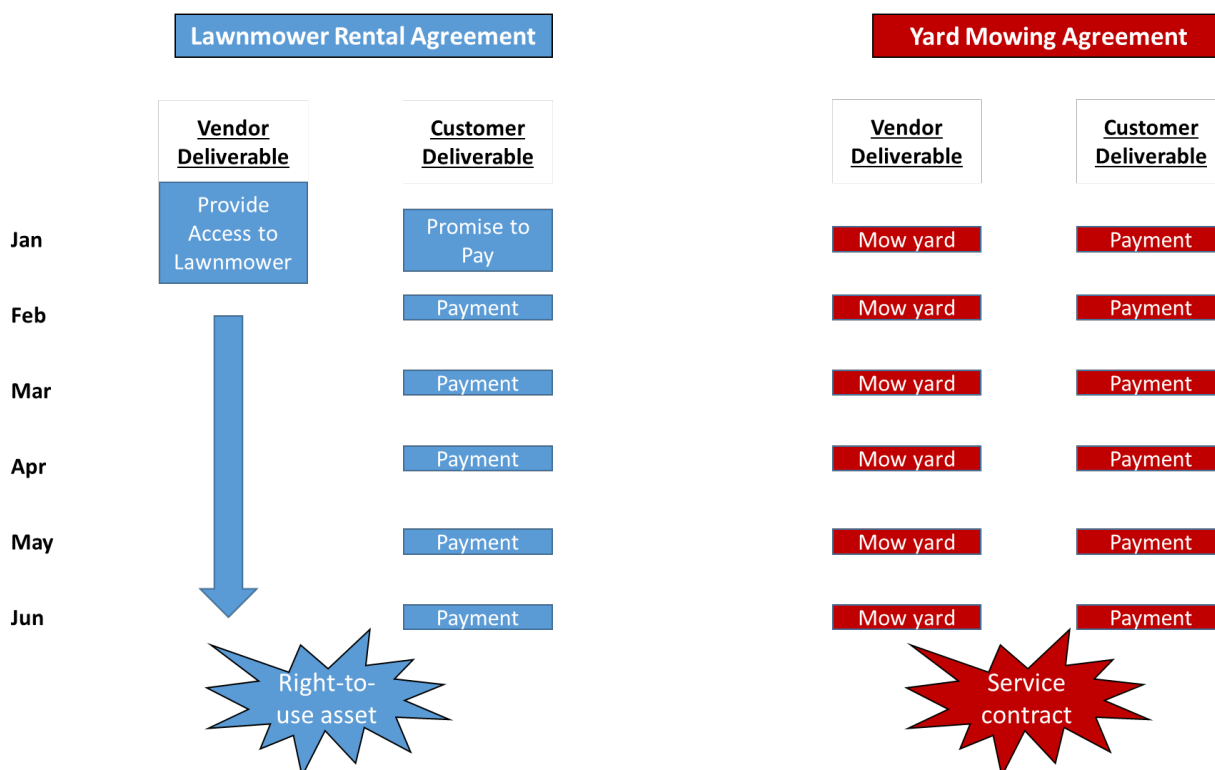 Lawnmower Rental Agreement
Yard Mowing Agreement
Vendor
Deliverable
Customer
Deliverable
Vendor
Deliverable
Customer
Deliverable
Jan
Provide
Access to
Lawnmower
Promise to
Pay
Mow yard
Payment
Feb
Payment
Mow yard
Payment
Mar
Payment
Mow yard
Payment
Apr
Payment
Mow yard
Payment
May
Payment
Mow yard
Payment
Jun
Payment
Mow yard
Payment
Right-to-
use asset
Service
contract